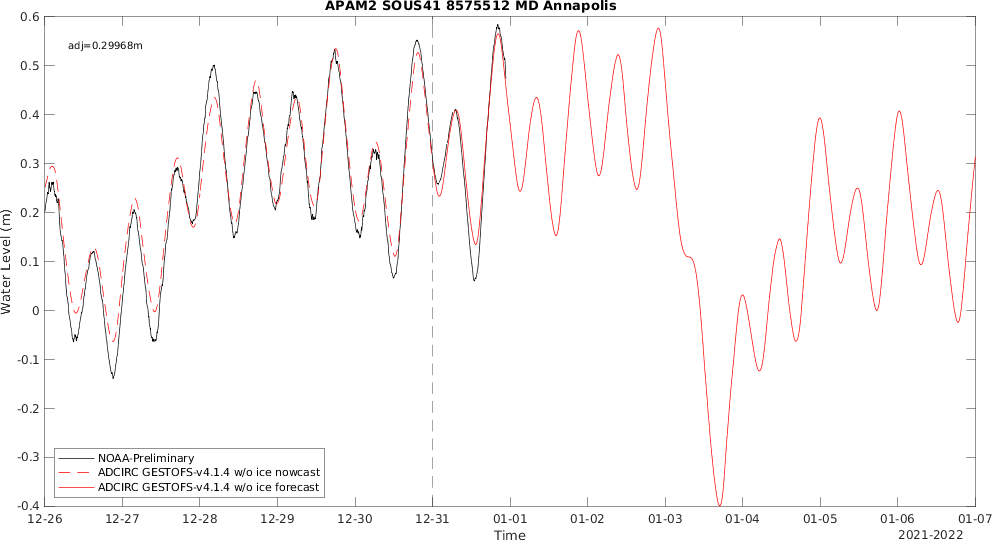 APAM2 SOUS41 8575512 MD Annapolis
adj=0.29968m
Water Level (m)
0.6
0.5
0.4
0.3
0.2
0.1
0
-0.1
-0.2
-0.3
-0.4
NOAA-Preliminary
ADCIRC GESTOFS-v4.1.4 w/o ice nowcast
ADCIRC GESTOFS-v4.1.4 w/o ice forecast
12-26 12-27 12-28 12-29 12-30 12-31 01-01 01-02 01-03 01-04 01-05 01-06 01-07
Time
2021-2022